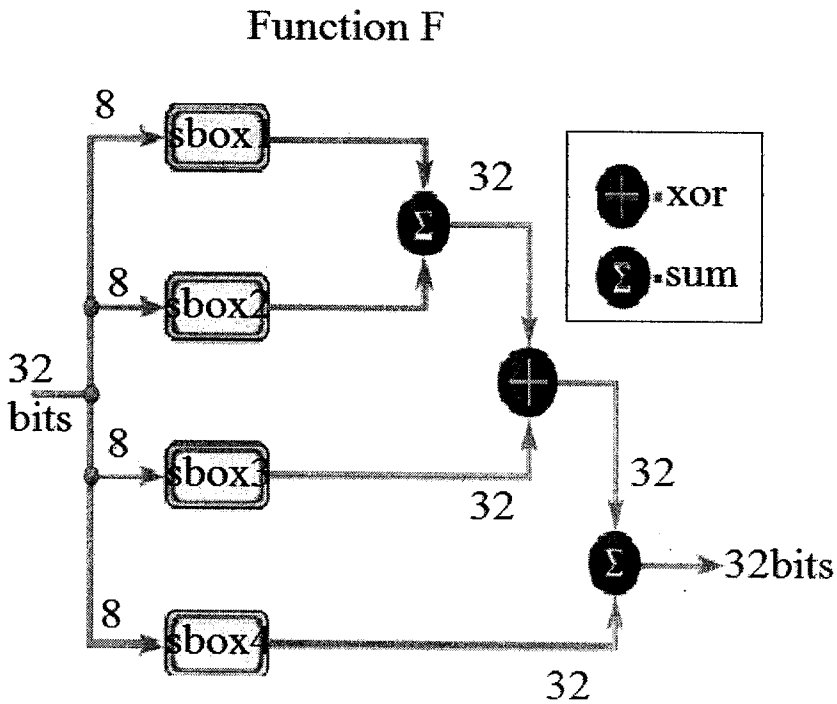 Function F
8
sbox1
32
xor
Σ
Σ
sum
8
sbox2
32
bits
8
sbox3
32
32
Σ
32bits
8
sbox4
32